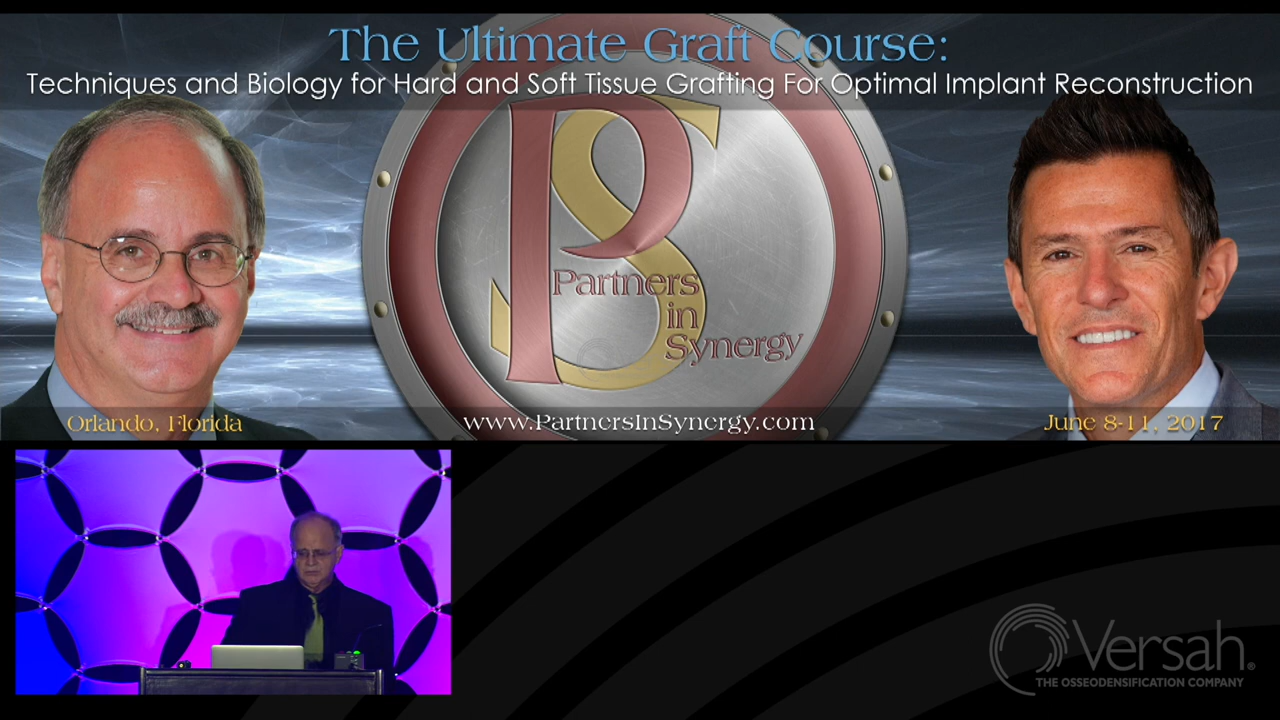 The Ultimate Graft Course:
Techniques and Biology for Hard and Soft Tissue Grafting For Optimal Implant Reconstruction
PS
Partners
in
Synergy
Orlando, Florida
www.PartnersInSynergy.com
June 8-11, 2017
Versah®
THE OSSEODENSIFICATION COMPANY